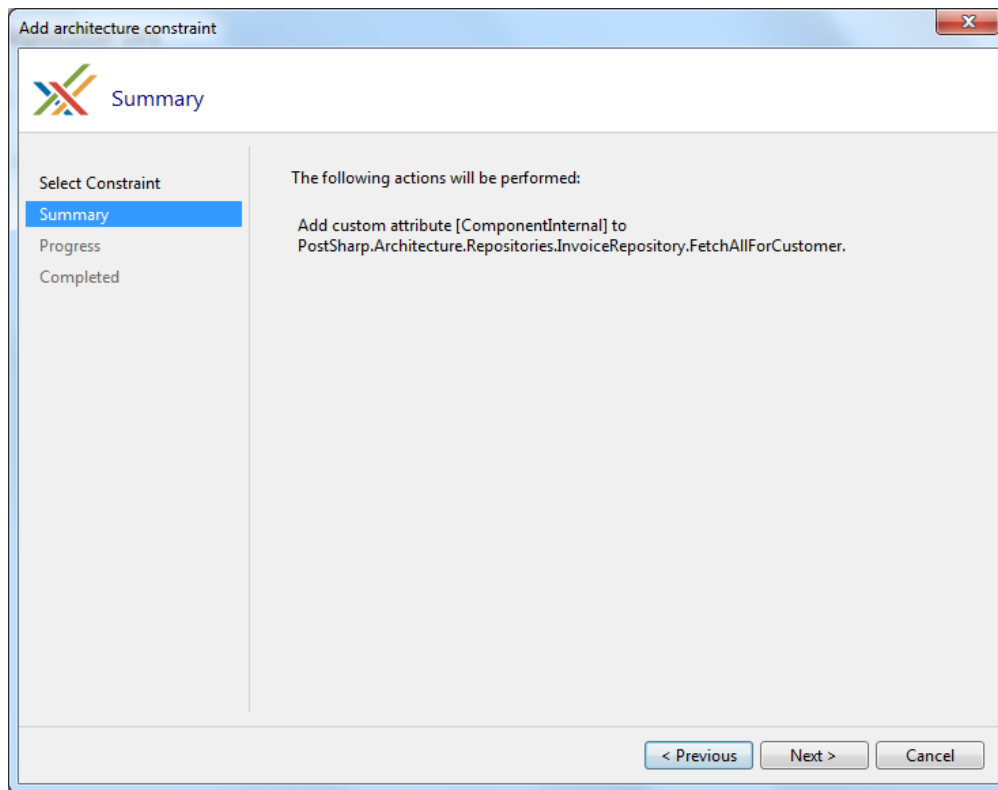 Add architecture constraint
Summary
Select Constraint
Summary
Progress
Completed
The following actions will be performed:
Add custom attribute [ComponentInternal] to
PostSharp.Architecture.Repositories.InvoiceRepository.FetchAllForCustomer.
< Previous
Next >
Cancel